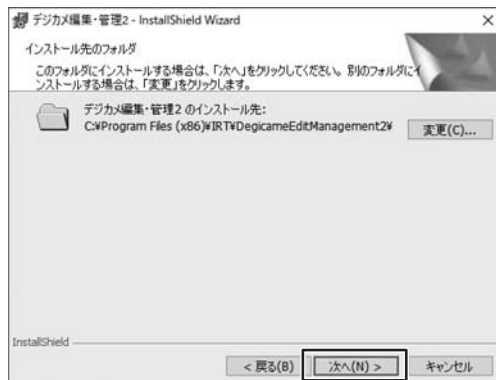 デジカメ編集・管理2 - InstallShield Wizard
インストール先のフォルダ
このフォルダにインストールする場合は、「次へ」をクリックしてください。別のフォルダにイ
ンストールする場合は、「変更」をクリックします。
デジカメ編集・管理2 のインストール先:
C:¥Program Files (x86)¥IRT¥DegicameEditManagement2¥
変更(C)...
InstallShield
< 戻る(B)
次へ(N) >
キャンセル